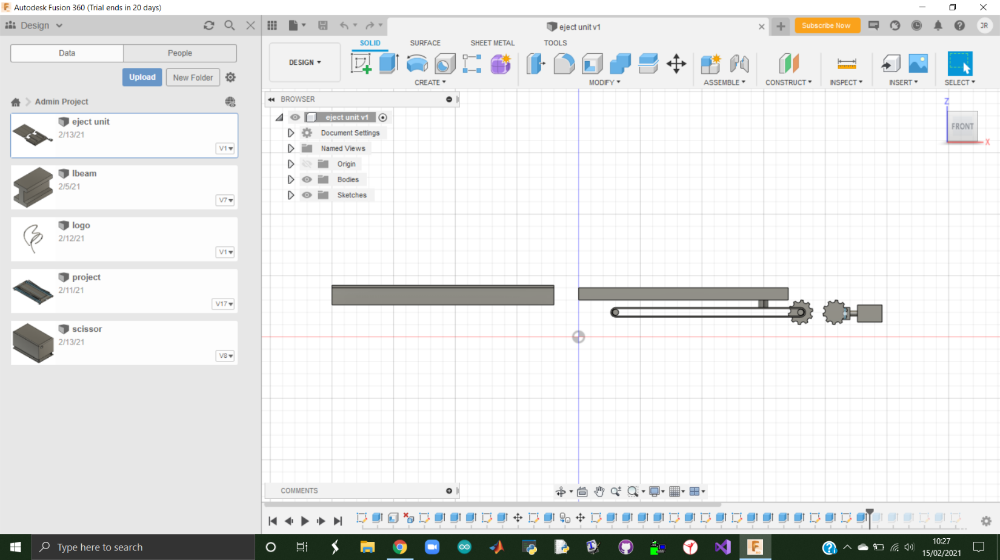 Autodesk Fusion 360 (Trial ends in 20 days)
Design
eject unit v1
Subscribe Now
JR
Data
People
Upload
New Folder
Admin Project
eject unit
2/13/21
V1
Ibeam
2/5/21
V7
logo
2/12/21
V1
project
2/11/21
V17
scissor
2/13/21
V8
SOLID
SURFACE
SHEET METAL
TOOLS
DESIGN
CREATE
MODIFY
ASSEMBLE
CONSTRUCT
INSPECT
INSERT
SELECT
BROWSER
eject unit v1
Document Settings
Named Views
Origin
Bodies
Sketches
Z
FRONT
X
COMMENTS
Type here to search
10:27
15/02/2021